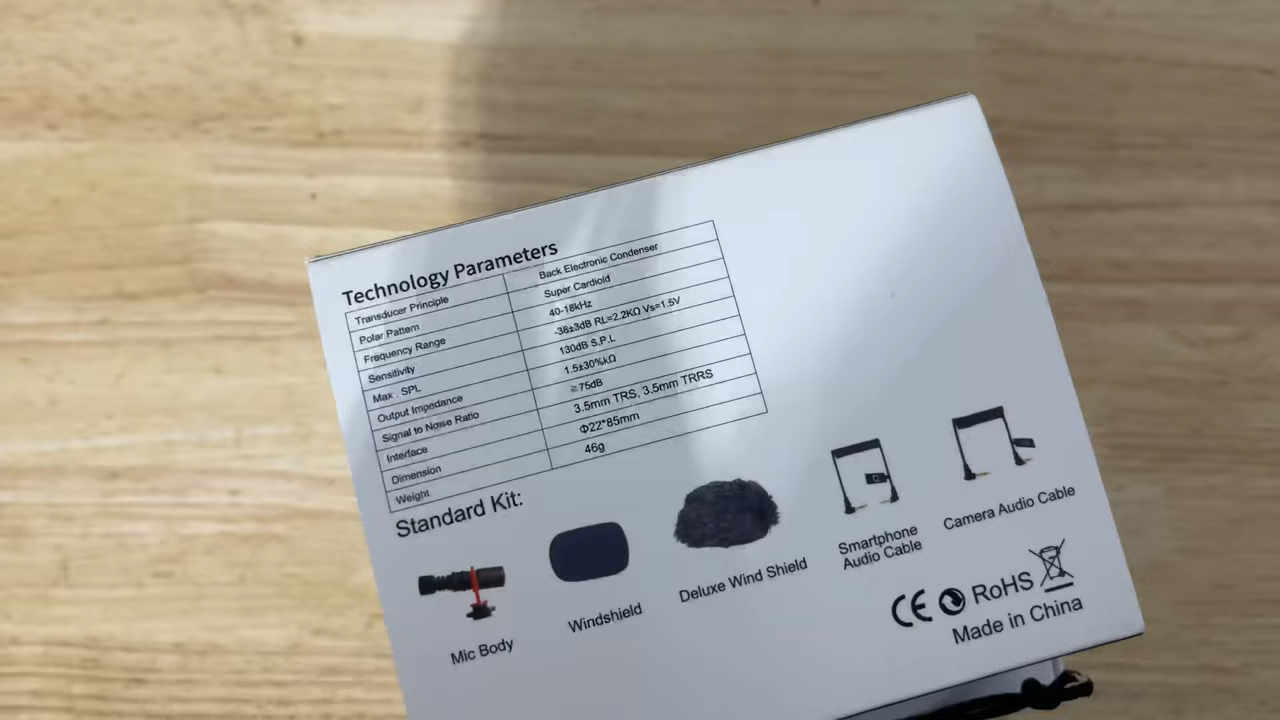 Technology Parameters
Transducer Principle Back Electronic Condenser
Polar Pattern Super Cardioid
Frequency Range 40-18kHz
Sensitivity -38±3dB RL=2.2KΩ Vs=1.5V
Max . SPL 130dB S.P.L
Output Impedance 1.5±30%kΩ
Signal to Noise Ratio ≥75dB
Interface 3.5mm TRS, 3.5mm TRRS
Dimension Φ22*85mm
Weight 46g
Standard Kit:
Mic Body
Windshield
Deluxe Wind Shield
Smartphone
Audio Cable
Camera Audio Cable
CE RoHS
Made in China